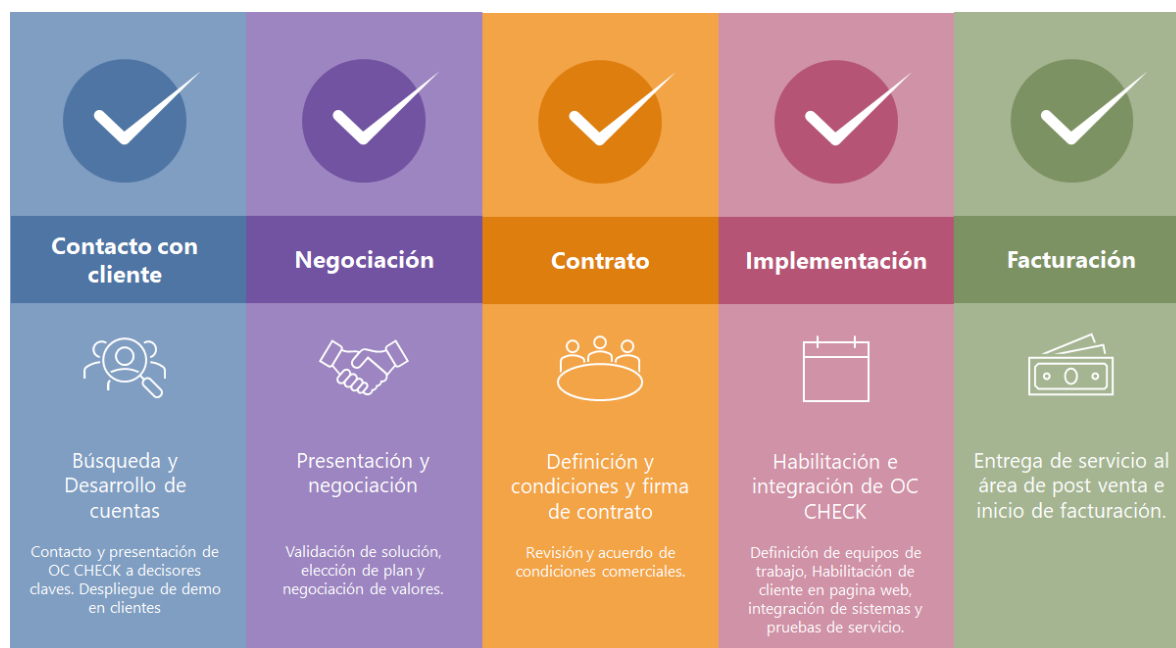 Contacto con
cliente
Negociación
Contrato
Implementación
Facturación
Búsqueda y
Desarrollo de
cuentas
Contacto y presentación de
OC CHECK a decisores
claves. Despliegue de demo
en clientes
Presentación y
negociación
Validación de solución,
elección de plan y
negociación de valores.
Definición y
condiciones y firma
de contrato
Revisión y acuerdo de
condiciones comerciales.
Habilitación e
integración de OC
CHECK
Definición de equipos de
trabajo, Habilitación de
cliente en pagina web,
integración de sistemas y
pruebas de servicio.
Entrega de servicio al
área de post venta e
inicio de facturación.